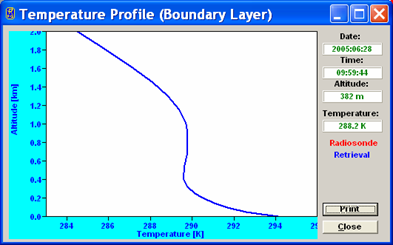 Temperature Profile (Boundary Layer)
Date:
2005:06:28
Time:
09:59:44
Altitude:
382 m
Temperature:
288.2 K
Radiosonde
Retrieval
Print
Close
Altitude [km]
2.0
1.8
1.6
1.4
1.2
1.0
0.8
0.6
0.4
0.2
0.0
284 286 288 290 292 294 29
Temperature [K]